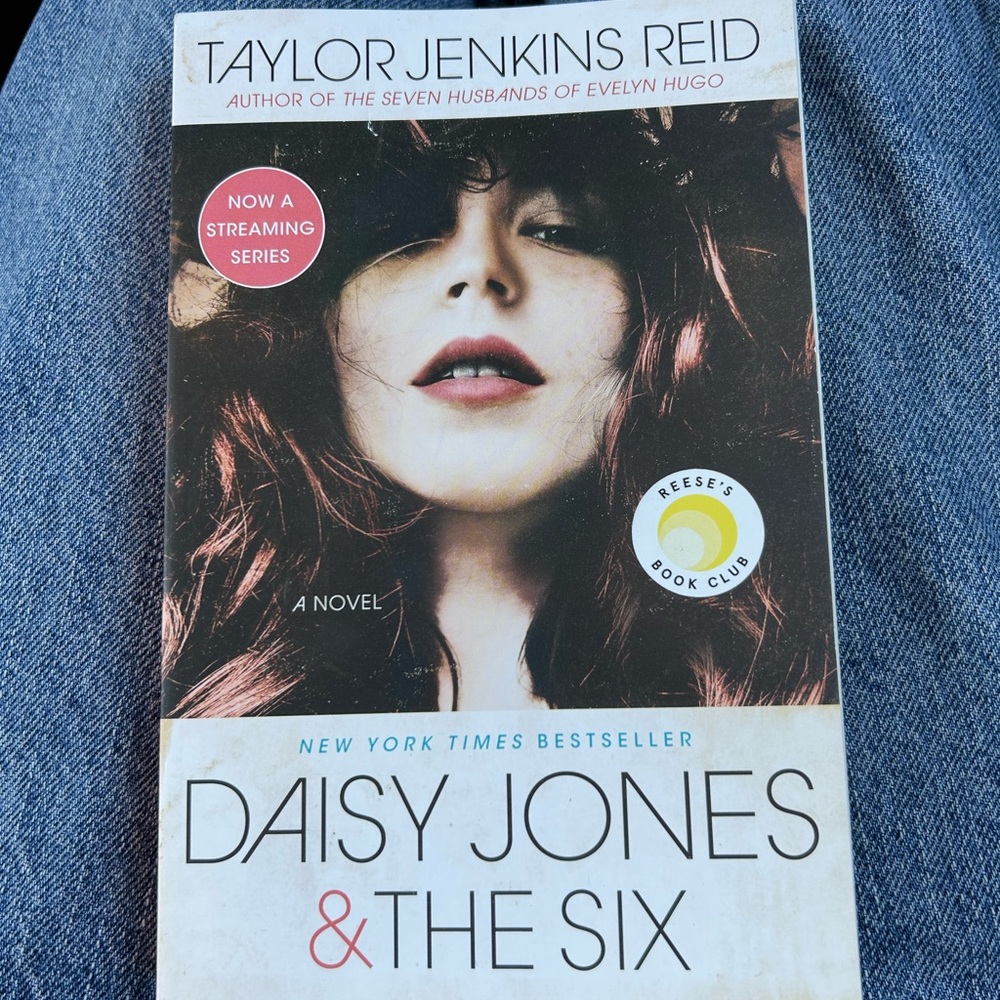 TAYLOR JENKINS REID
AUTHOR OF THE SEVEN HUSBANDS OF EVELYN HUGO
NOW A
STREAMING
SERIES
REESE'S
BOOK CLUB
A NOVEL
NEW YORK TIMES BESTSELLER
DAISY JONES
& THE SIX